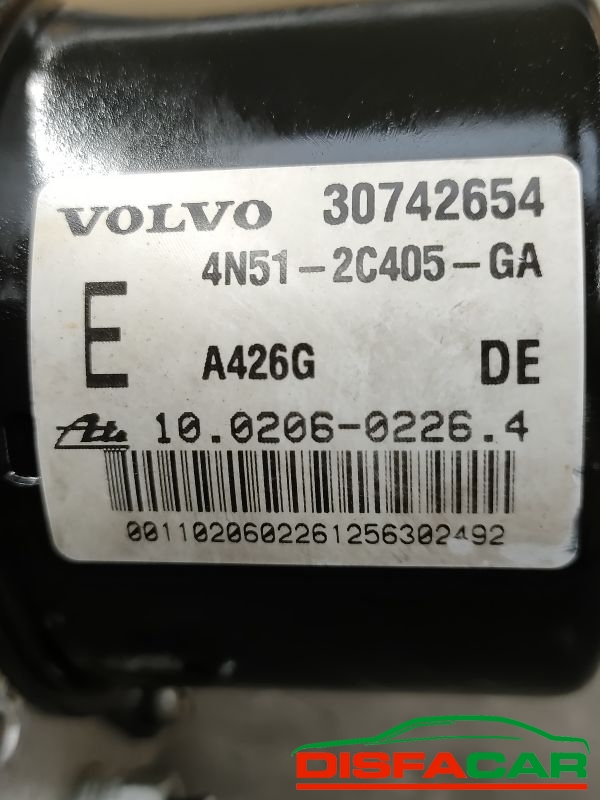 VOLVO 30742654
4N51-2C405-GA
E
A426G DE
Ate 10.0206-0226.4
00110206022612563024​92
DISFACAR